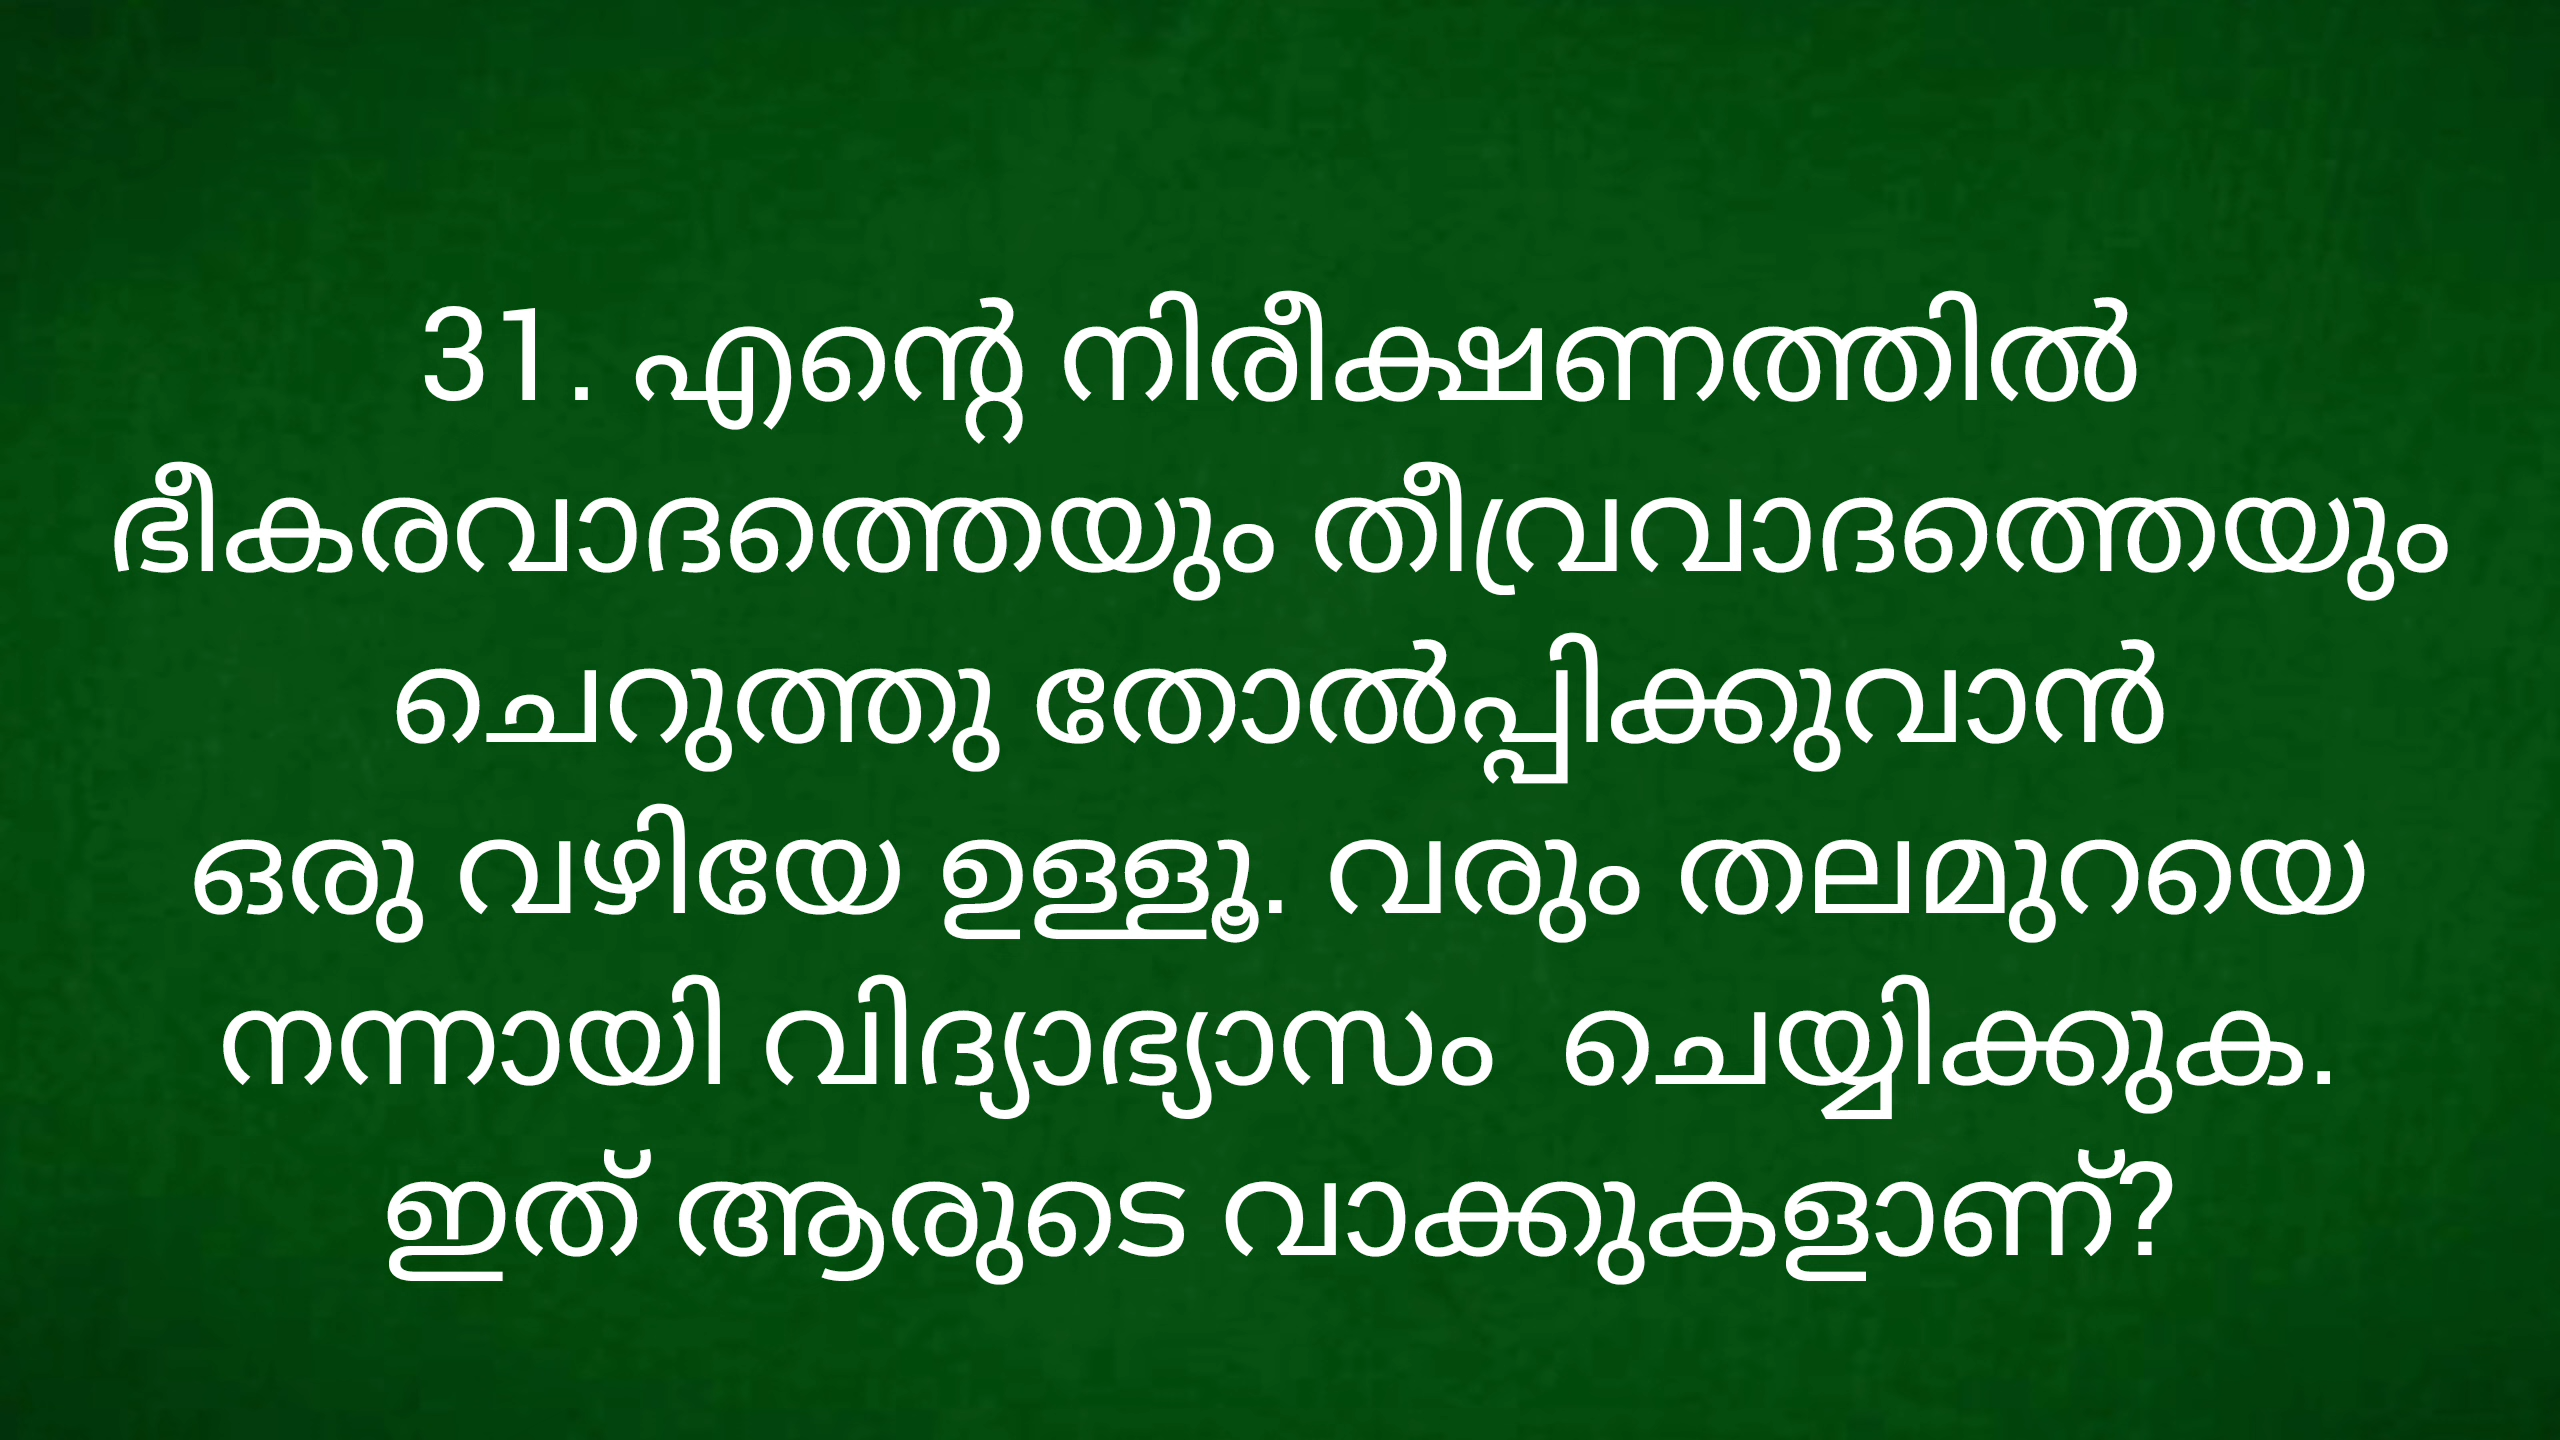 31. എന്റെ നിരീക്ഷണത്തിൽ
ഭീകരവാദത്തെയും തീവ്രവാദത്തെയും
ചെറുത്തു തോൽപ്പിക്കുവാൻ
ഒരു വഴിയേ ഉള്ളൂ. വരും തലമുറയെ
നന്നായി വിദ്യാഭ്യാസം  ചെയ്യിക്കുക.
ഇത് ആരുടെ വാക്കുകളാണ്?